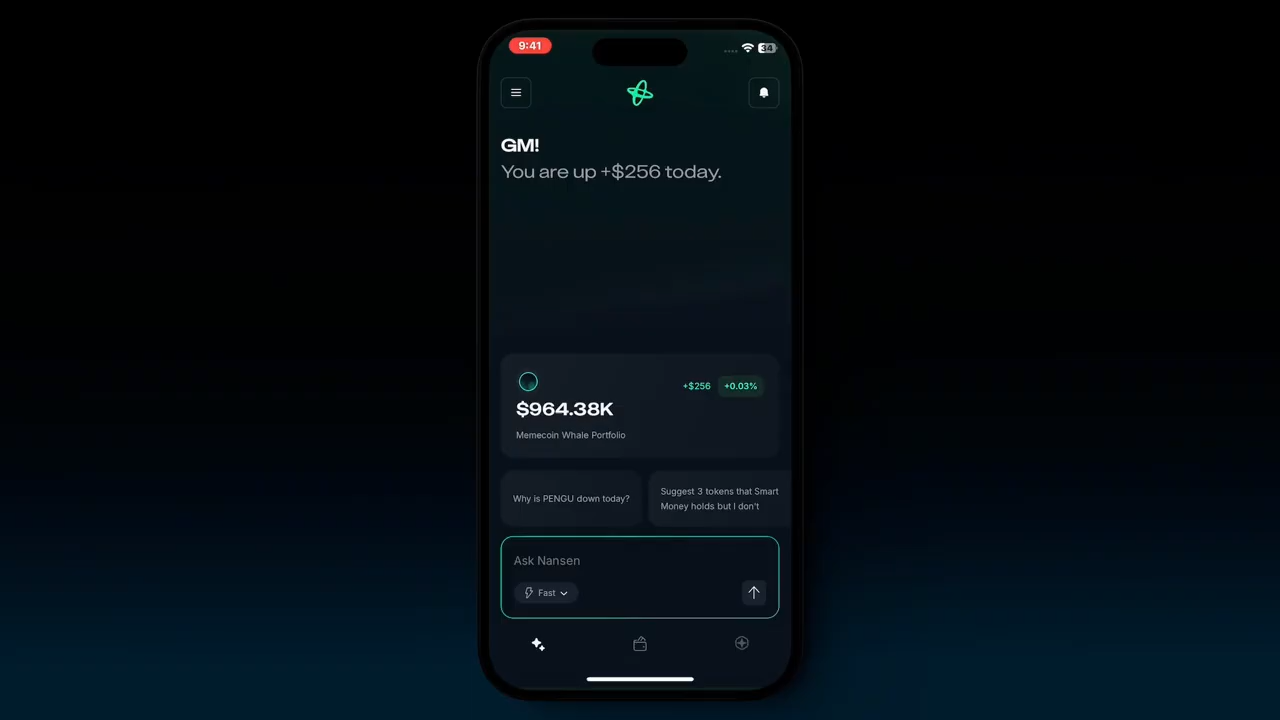 9:41
34
GM!
You are up +$256 today.
+$256
+0.03%
$964.38K
Memecoin Whale Portfolio
Why is PENGU down today?
Suggest 3 tokens that Smart
Money holds but I don't
Ask Nansen
Fast